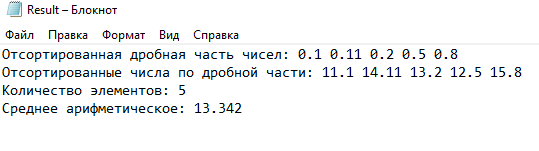 Result – Блокнот
Файл Правка Формат Вид Справка
Отсортированная дробная часть чисел: 0.1 0.11 0.2 0.5 0.8
Отсортированные числа по дробной части: 11.1 14.11 13.2 12.5 15.8
Количество элементов: 5
Среднее арифметическое: 13.342